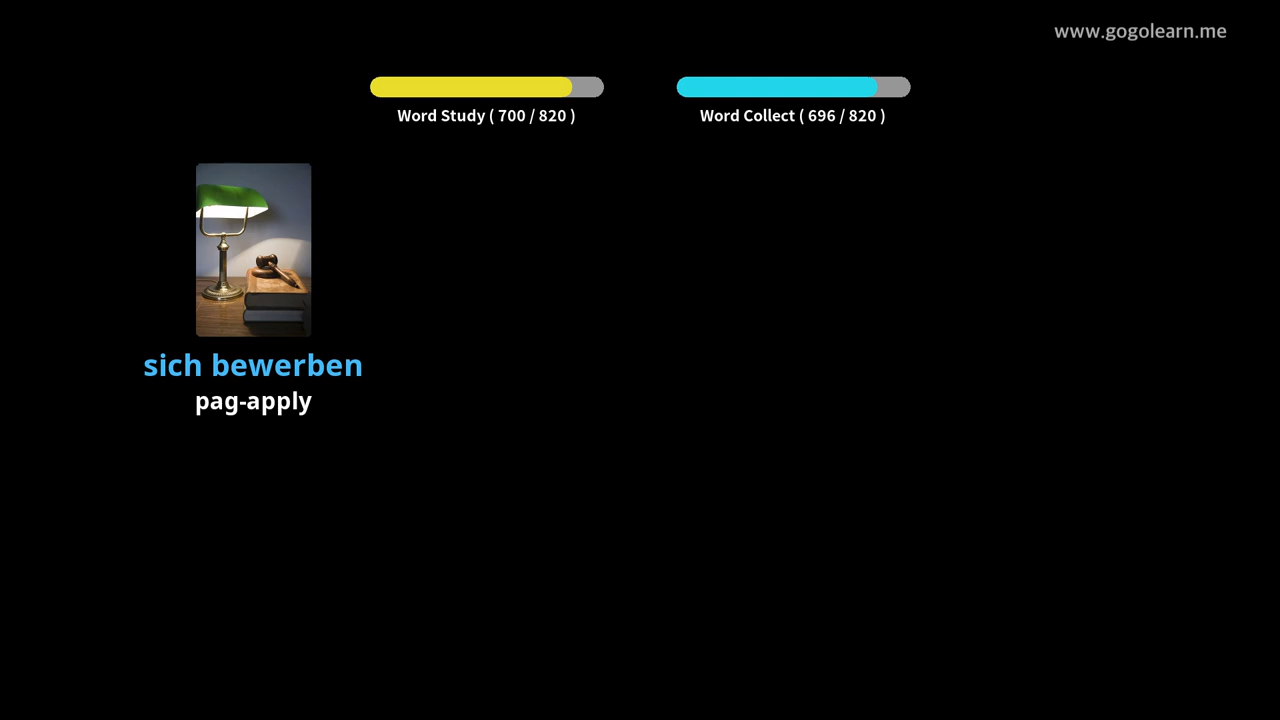 www.gogolearn.me
Word Study ( 700 / 820 )
Word Collect ( 696 / 820 )
sich bewerben
pag-apply